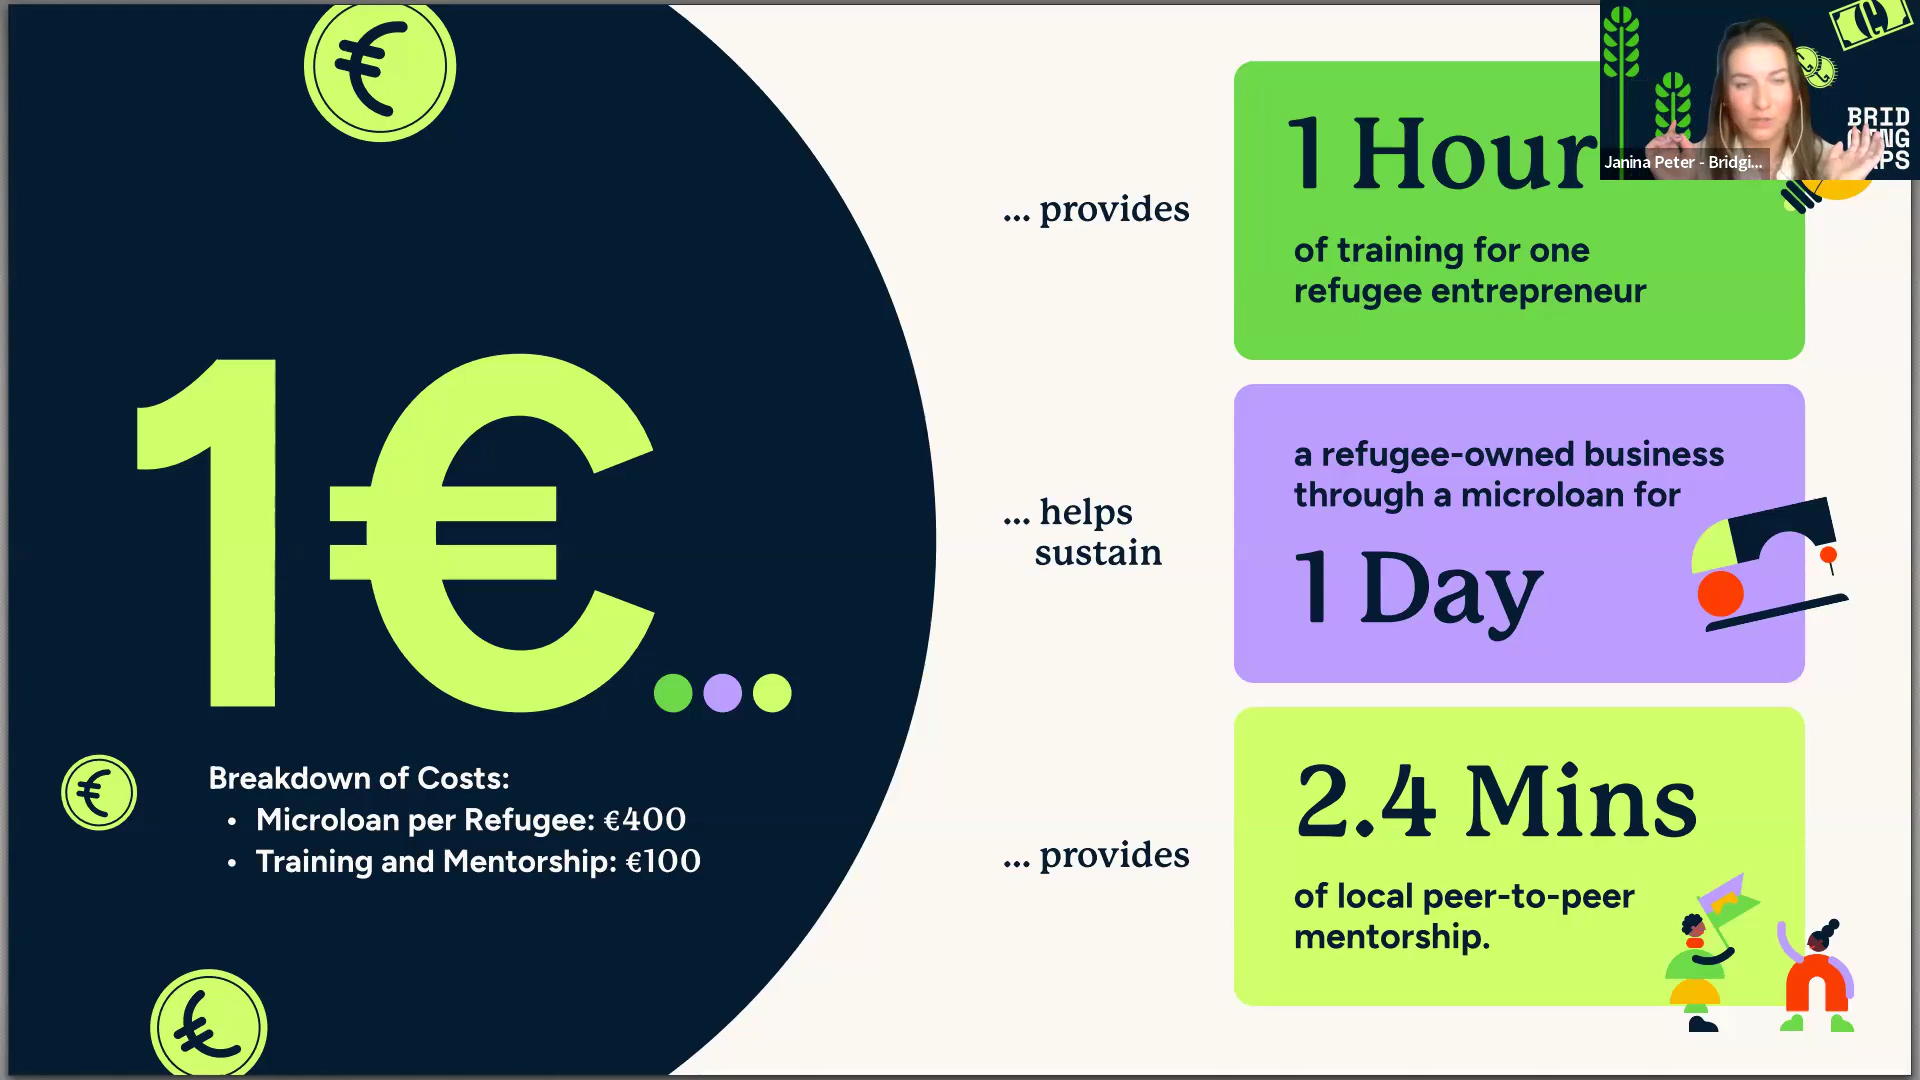 1€
Breakdown of Costs:
• Microloan per Refugee: €400
• Training and Mentorship: €100
... provides
1 Hour
of training for one
refugee entrepreneur
... helps
sustain
a refugee-owned business
through a microloan for
1 Day
... provides
2.4 Mins
of local peer-to-peer
mentorship.
Janina Peter - Bridgi...
BRID